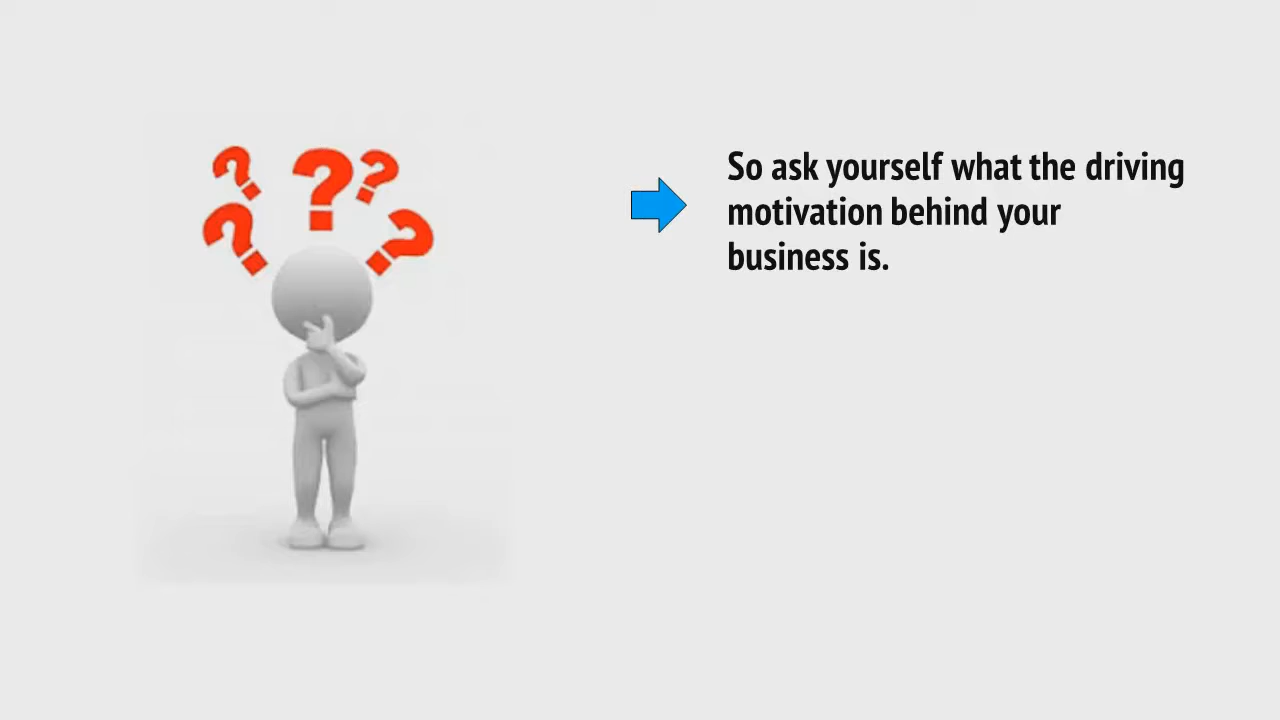 ? ? ?
? ?
So ask yourself what the driving
motivation behind your
business is.